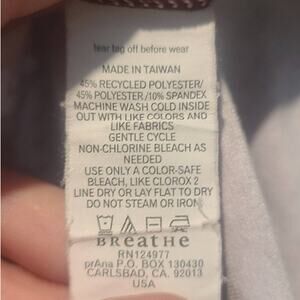 tear tag off before wear
MADE IN TAIWAN
45% RECYCLED POLYESTER/
45% POLYESTER/10% SPANDEX
MACHINE WASH COLD INSIDE
OUT WITH LIKE COLORS AND
LIKE FABRICS
GENTLE CYCLE
NON-CHLORINE BLEACH AS
NEEDED
USE ONLY A COLOR-SAFE
BLEACH, LIKE CLOROX 2
LINE DRY OR LAY FLAT TO DRY
DO NOT STEAM OR IRON
BReatHe
RN124977
prAna P.O. BOX 130430
CARLSBAD, CA. 92013
USA